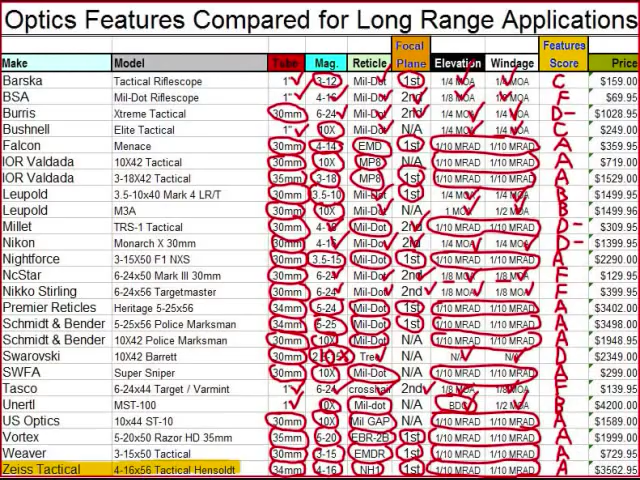 Optics Features Compared for Long Range Applications
Make Model Tube Mag. Reticle Focal Plane Elevation Windage Features Score Price
Barska Tactical Riflescope 1" 3-12 Mil-Dot 1st 1/4 MOA 1/4 MOA C $159.00
BSA Mil-Dot Riflescope 1" 4-16 Mil-Dot 2nd 1/8 MOA 1/8 MOA F $69.95
Burris Xtreme Tactical 30mm 6-24 Mil-Dot 2nd 1/4 MOA 1/4 MOA D- $1028.95
Bushnell Elite Tactical 1" 10X Mil-Dot N/A 1/4 MOA 1/4 MOA C $249.00
Falcon Menace 30mm 4-14 EMD 1st 1/10 MRAD 1/10 MRAD A $359.95
IOR Valdada 10X42 Tactical 30mm 10X MP8 N/A 1/10 MRAD 1/10 MRAD A $719.00
IOR Valdada 3-18X42 Tactical 35mm 3-18 MP8 1st 1/10 MRAD 1/10 MRAD A $1529.00
Leupold 3.5-10x40 Mark 4 LR/T 30mm 3.5-10 Mil-Dot 1st 1/4 MOA 1/4 MOA B $1499.99
Leupold M3A 30mm 10X Mil-Dot N/A 1 MOA 1/2 MOA B $1499.95
Millet TRS-1 Tactical 30mm 4-16 Mil-Dot 2nd 1/10 MRAD 1/10 MRAD D- $309.95
Nikon Monarch X 30mm 30mm 4-16 Mil-Dot 2nd 1/4 MOA 1/4 MOA D- $1399.95
Nightforce 3-15X50 F1 NXS 30mm 3.5-15 Mil-Dot 1st 1/10 MRAD 1/10 MRAD A $2290.00
NcStar 6-24x50 Mark III 30mm 30mm 6-24 Mil-Dot 2nd 1/8 MOA 1/8 MOA F $129.95
Nikko Stirling 6-24x56 Targetmaster 30mm 6-24 Mil-Dot 2nd 1/8 MOA 1/8 MOA F $399.95
Premier Reticles Heritage 5-25x56 34mm 5-24 Mil-Dot 1st 1/10 MRAD 1/10 MRAD A $3402.00
Schmidt & Bender 5-25x56 Police Marksman 34mm 5-25 Mil-Dot 1st 1/10 MRAD 1/10 MRAD A $2498.00
Schmidt & Bender 10X42 Police Marksman 30mm 10X Mil-Dot N/A 1/10 MRAD 1/10 MRAD A $1948.95
Swarovski 10X42 Barrett 30mm Tree N/A N/A N/A D $2349.00
SWFA Super Sniper 30mm 10X Mil-Dot N/A 1/10 MRAD 1/10 MRAD A $299.00
Tasco 6-24x44 Target / Varmint 1" 6-24 crosshair 2nd 1/8 MOA 1/8 MOA F $139.95
Unertl MST-100 1" 10X Mil-dot N/A BDC 1/2 MOA B $4200.00
US Optics 10x44 ST-10 30mm 10X Mil GAP N/A 1/10 MRAD 1/10 MRAD A $1589.00
Vortex 5-20x50 Razor HD 35mm 35mm 5-20 EBR-2B 1st 1/10 MRAD 1/10 MRAD A $1999.00
Weaver 3-15x50 Tactical 30mm 3-15 EMDR 1st 1/10 MRAD 1/10 MRAD A $729.95
Zeiss Tactical 4-16x56 Tactical Hensoldt 34mm 4-16 NH1 1st 1/10 MRAD 1/10 MRAD A $3562.95